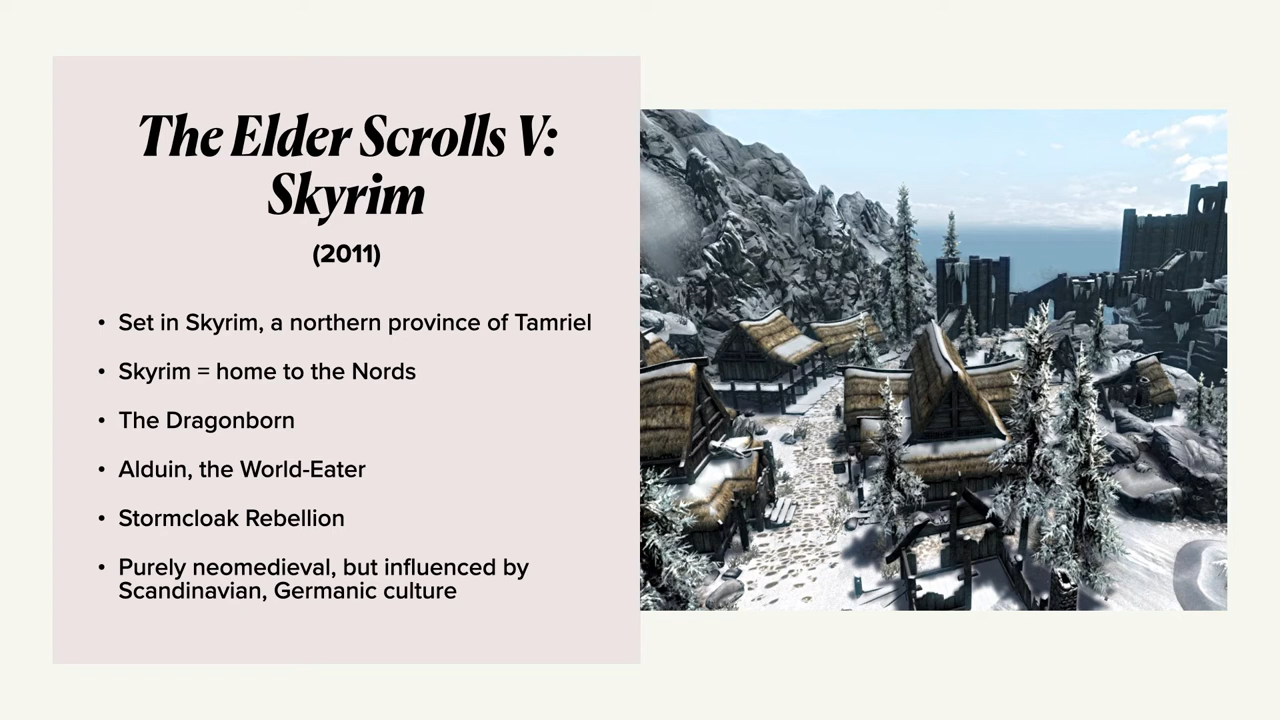 The Elder Scrolls V:
Skyrim
(2011)
• Set in Skyrim, a northern province of Tamriel
• Skyrim = home to the Nords
• The Dragonborn
• Alduin, the World-Eater
• Stormcloak Rebellion
• Purely neomedieval, but influenced by
Scandinavian, Germanic culture